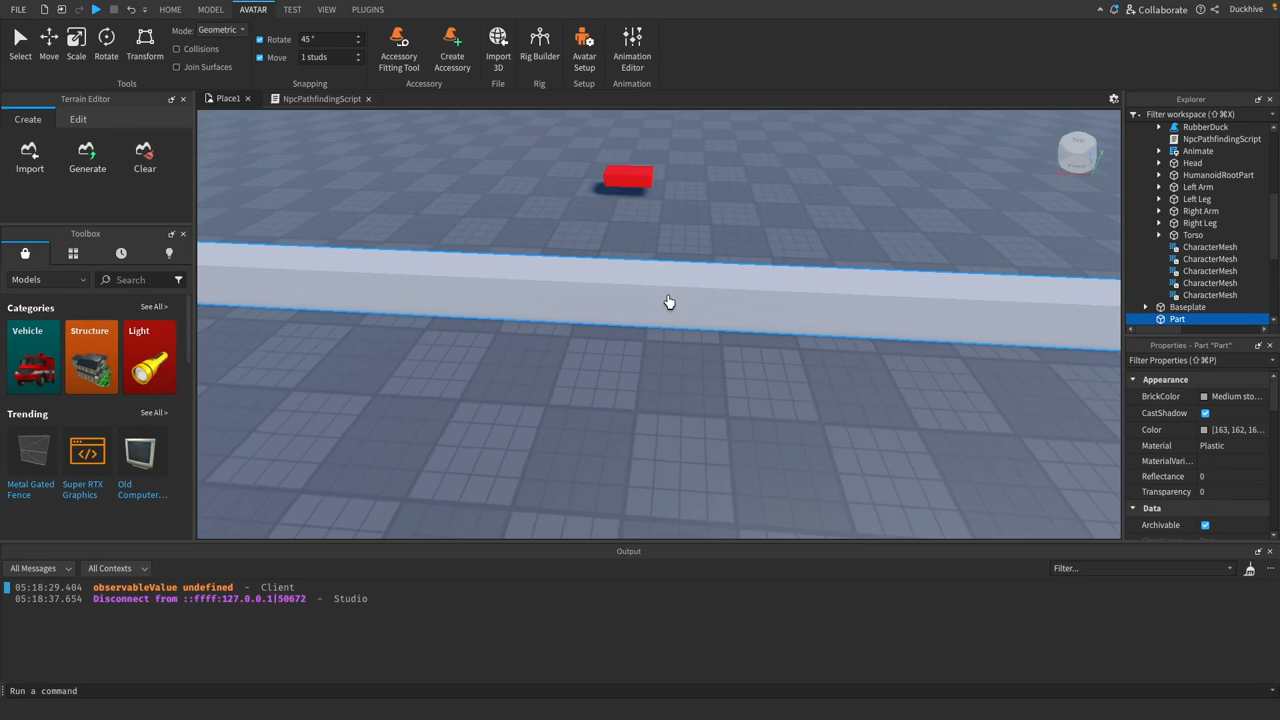 FILE
HOME
MODEL
AVATAR
TEST
VIEW
PLUGINS
Collaborate
Duckhive
Select
Move
Scale
Rotate
Transform
Mode: Geometric
Collisions
Join Surfaces
Tools
Rotate 45 °
Move 1 studs
Snapping
Accessory
Fitting Tool
Create
Accessory
Accessory
Import
3D
File
Rig Builder
Rig
Avatar
Setup
Setup
Animation
Editor
Animation
Terrain Editor
Create
Edit
Import
Generate
Clear
Toolbox
Models
Search
Categories
See All >
Vehicle
Structure
Light
Trending
See All >
Metal Gated
Fence
Super RTX
Graphics
Old
Computer...
Place1
NpcPathfindingScript
Explorer
Filter workspace (⇧⌘X)
RubberDuck
NpcPathfindingScript
Animate
Head
HumanoidRootPart
Left Arm
Left Leg
Right Arm
Right Leg
Torso
CharacterMesh
CharacterMesh
CharacterMesh
CharacterMesh
CharacterMesh
Baseplate
Part
Properties - Part "Part"
Filter Properties (⇧⌘P)
Appearance
BrickColor Medium sto...
CastShadow
Color [163, 162, 16...
Material Plastic
MaterialVari...
Reflectance 0
Transparency 0
Data
Archivable
Output
All Messages
All Contexts
Filter...
05:18:29.404 observableValue undefined - Client
05:18:37.654 Disconnect from ::ffff:127.0.0.1|50672 - Studio
Run a command